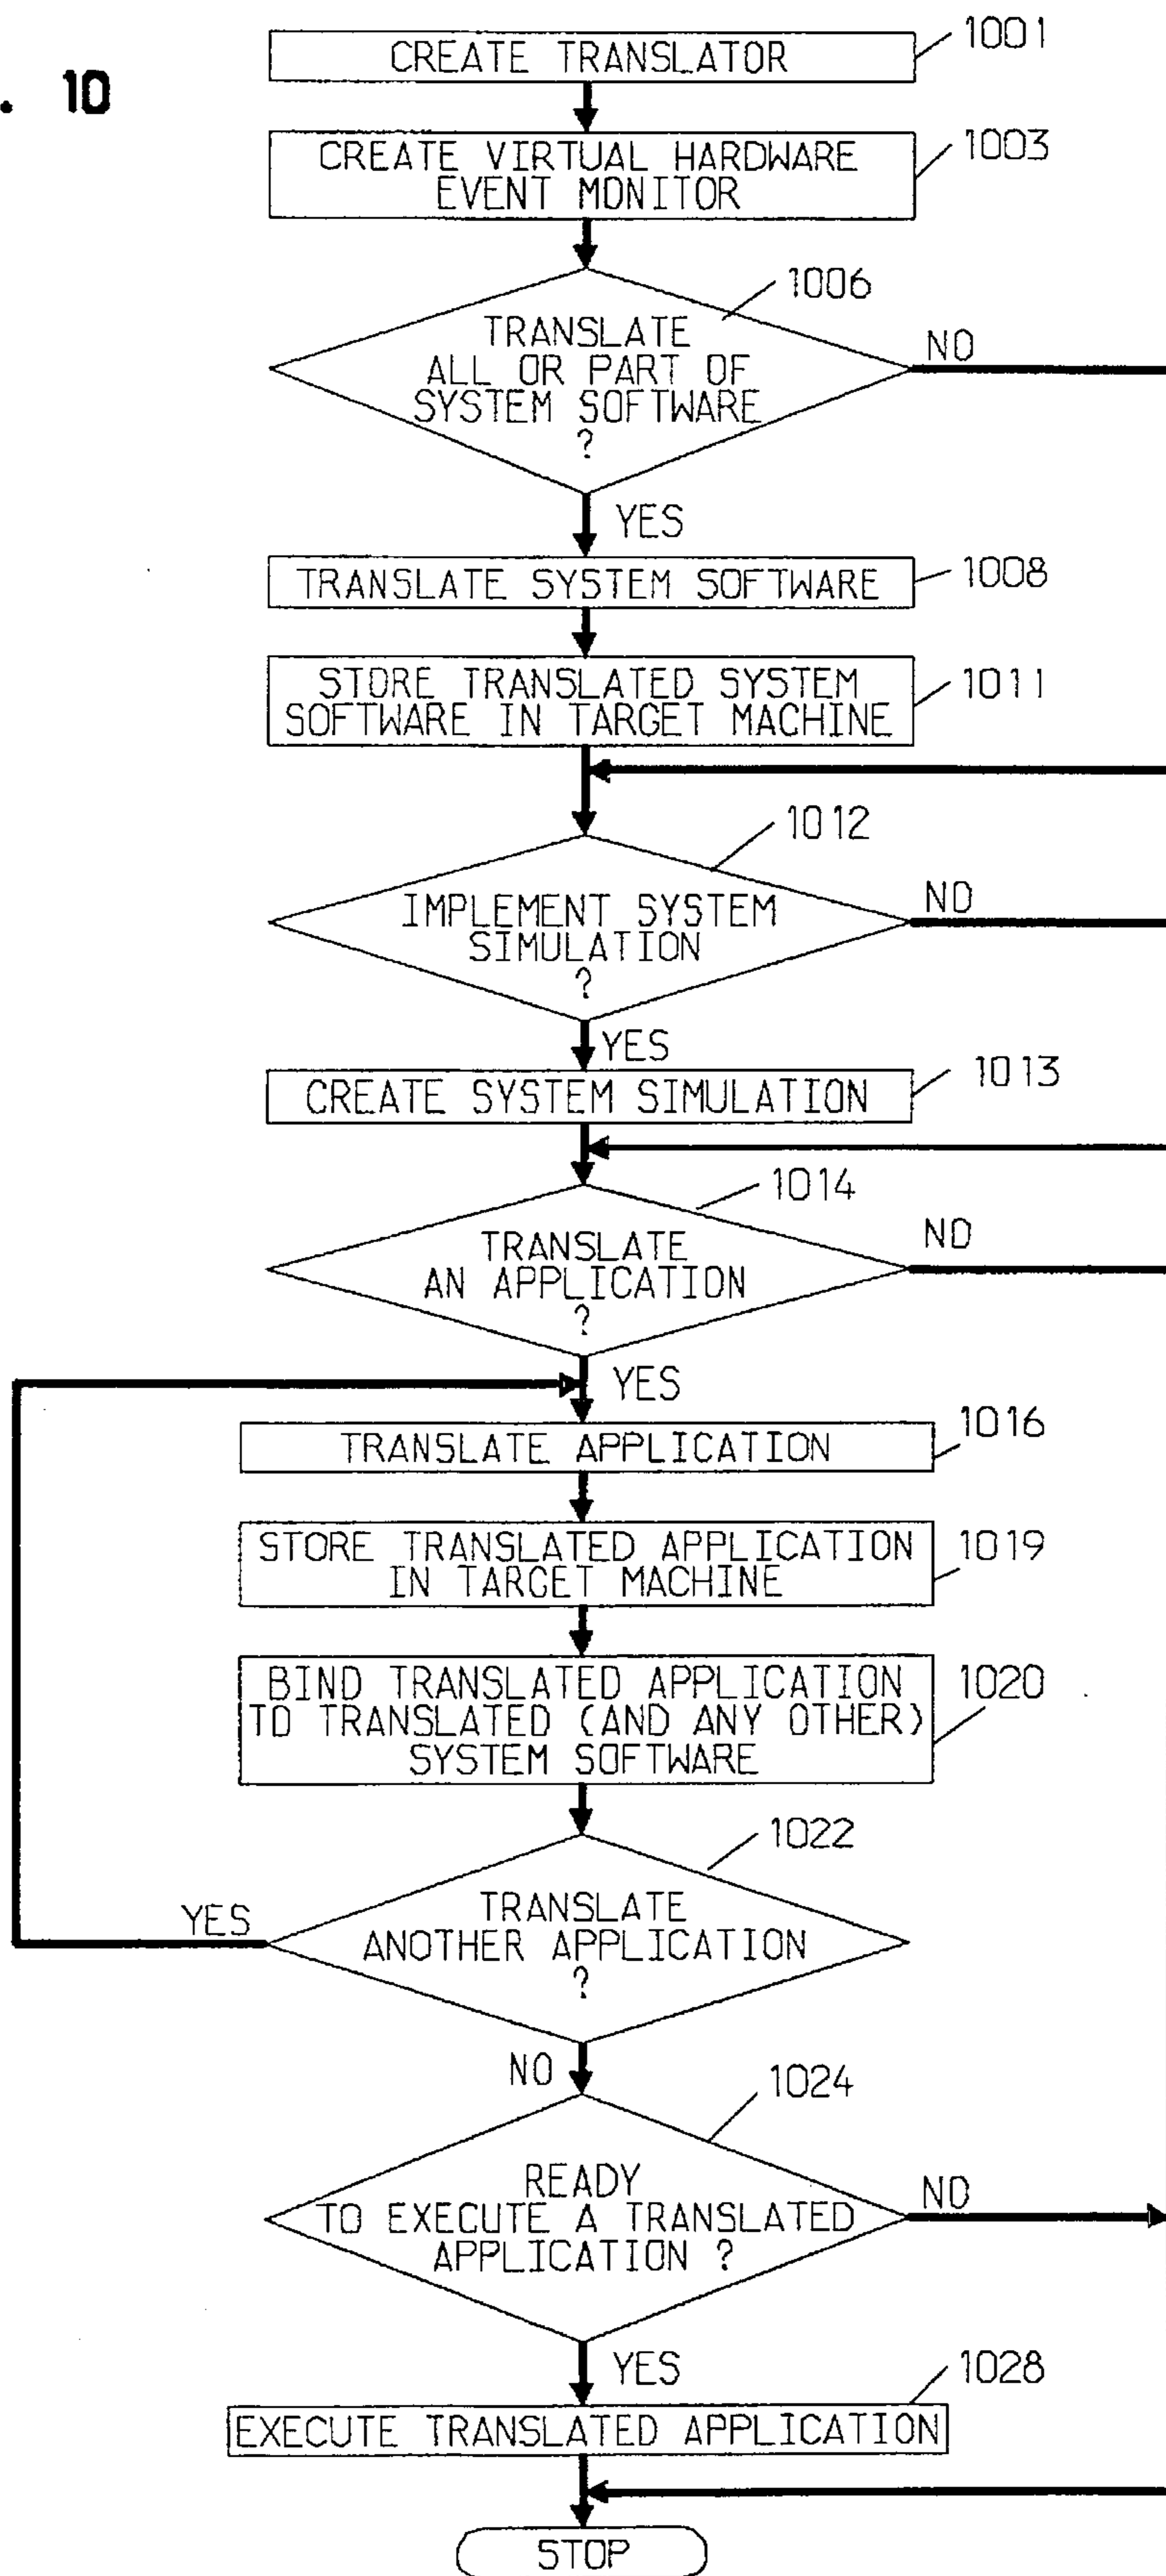 . 10
CREATE TRANSLATOR
1001
CREATE VIRTUAL HARDWARE
EVENT MONITOR
1003
1006
TRANSLATE
ALL OR PART OF
SYSTEM SOFTWARE
?
NO
YES
TRANSLATE SYSTEM SOFTWARE
1008
STORE TRANSLATED SYSTEM
SOFTWARE IN TARGET MACHINE
1011
1012
IMPLEMENT SYSTEM
SIMULATION
?
NO
YES
CREATE SYSTEM SIMULATION
1013
1014
TRANSLATE
AN APPLICATION
?
NO
YES
TRANSLATE APPLICATION
1016
STORE TRANSLATED APPLICATION
IN TARGET MACHINE
1019
BIND TRANSLATED APPLICATION
TO TRANSLATED (AND ANY OTHER)
SYSTEM SOFTWARE
1020
1022
TRANSLATE
ANOTHER APPLICATION
?
YES
NO
1024
READY
TO EXECUTE A TRANSLATED
APPLICATION ?
NO
YES
1028
EXECUTE TRANSLATED APPLICATION
STOP